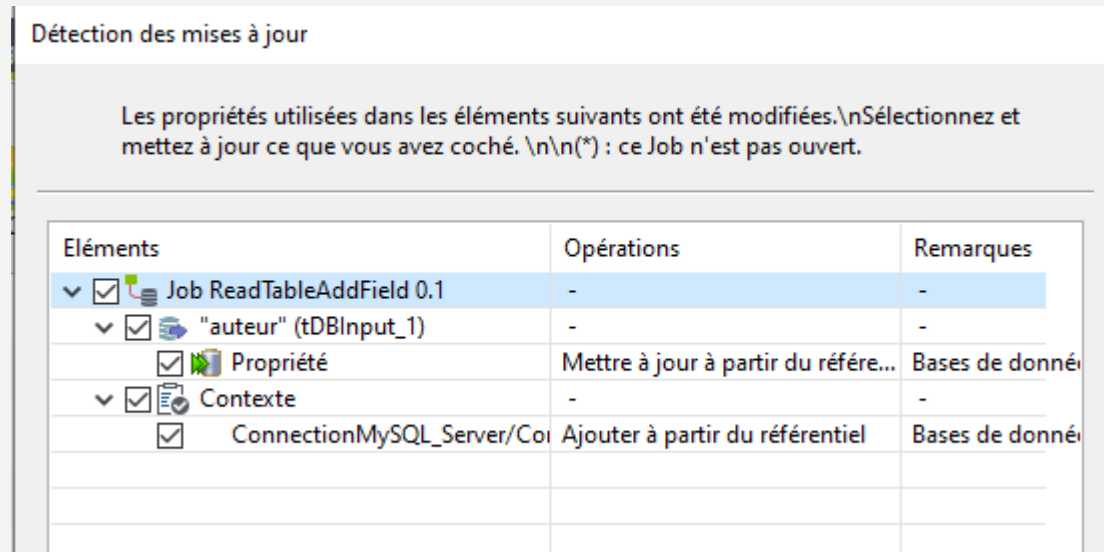 Détection des mises à jour
Les propriétés utilisées dans les éléments suivants ont été modifiées.\nSélectionnez et
mettez à jour ce que vous avez coché. \n\n(*) : ce Job n'est pas ouvert.
Eléments Opérations Remarques
Job ReadTableAddField 0.1 - -
"auteur" (tDBInput_1) - -
Propriété Mettre à jour à partir du référe... Bases de donné
Contexte - -
ConnectionMySQL_Server/Co Ajouter à partir du référentiel Bases de donné